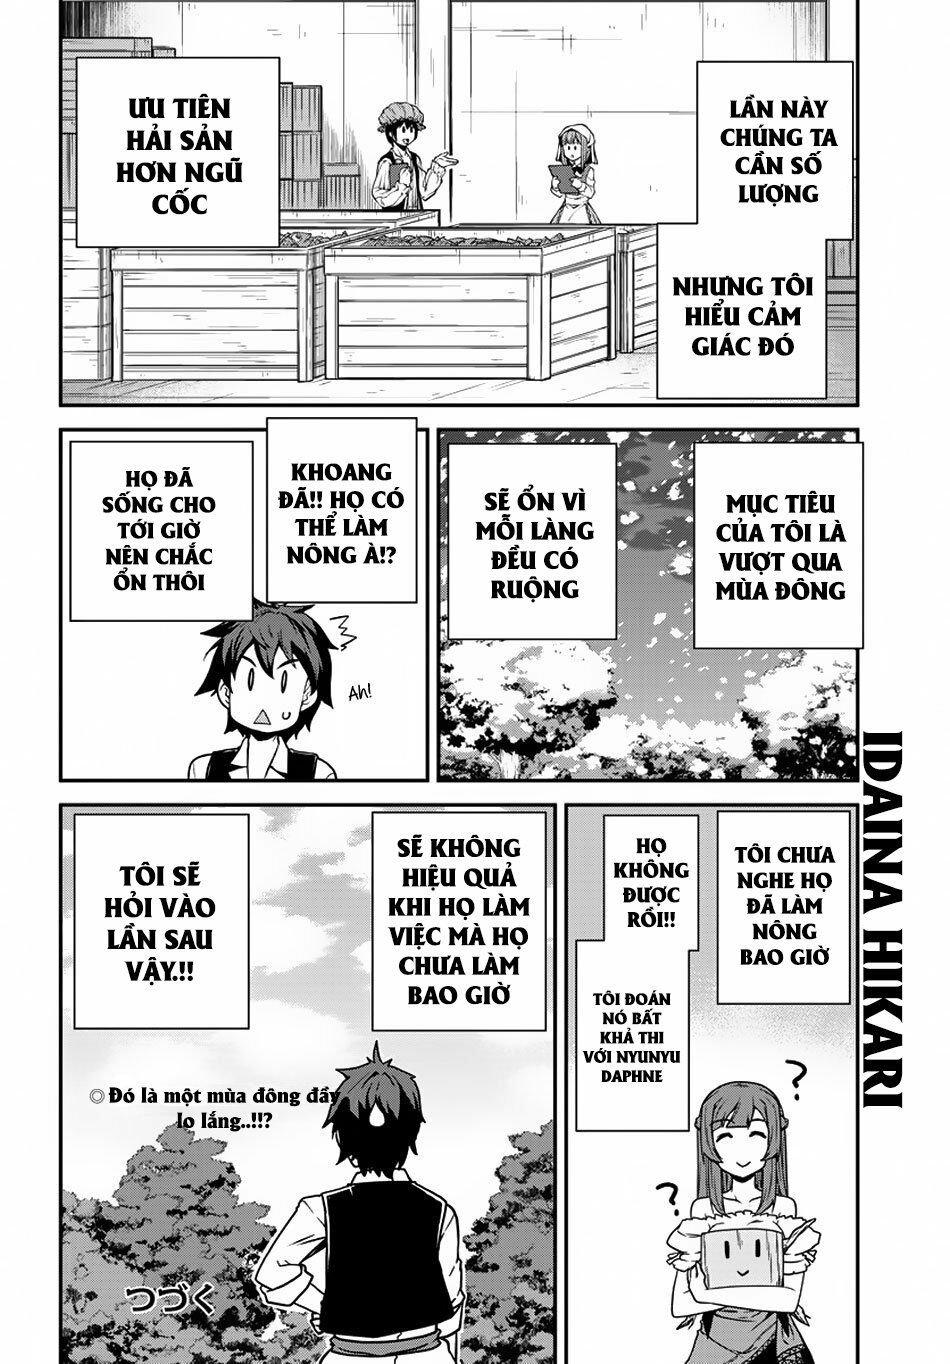 LẦN NÀY
CHÚNG TA
CẦN SỐ
LƯỢNG
NHƯNG TÔI
HIỂU CẢM
GIÁC ĐÓ
ƯU TIÊN
HẢI SẢN
HƠN NGŨ
CỐC
MỤC TIÊU
CỦA TÔI LÀ
VƯỢT QUA
MÙA ĐÔNG
SẼ ỔN VÌ
MỖI LÀNG
ĐỀU CÓ
RUỘNG
KHOANG
ĐÃ!! HỌ CÓ
THỂ LÀM
NÔNG À!?
HỌ ĐÃ
SỐNG CHO
TỚI GIỜ
NÊN CHẮC
ỔN THÔI
Ah!
TÔI CHƯA
NGHE HỌ
ĐÃ LÀM
NÔNG
BAO GIỜ
HỌ
KHÔNG
ĐƯỢC
RỒI!!
TÔI ĐOÁN
NÓ BẤT
KHẢ THI
VỚI NYUNYU
DAPHNE
?
?
SẼ KHÔNG
HIỆU QUẢ
KHI HỌ LÀM
VIỆC MÀ HỌ
CHƯA LÀM
BAO GIỜ
TÔI SẼ
HỎI VÀO
LẦN SAU
VẬY.!!
◎ Đó là một mùa đông đầy
lo lắng..!!?
つづく
IDAINA HIKARI